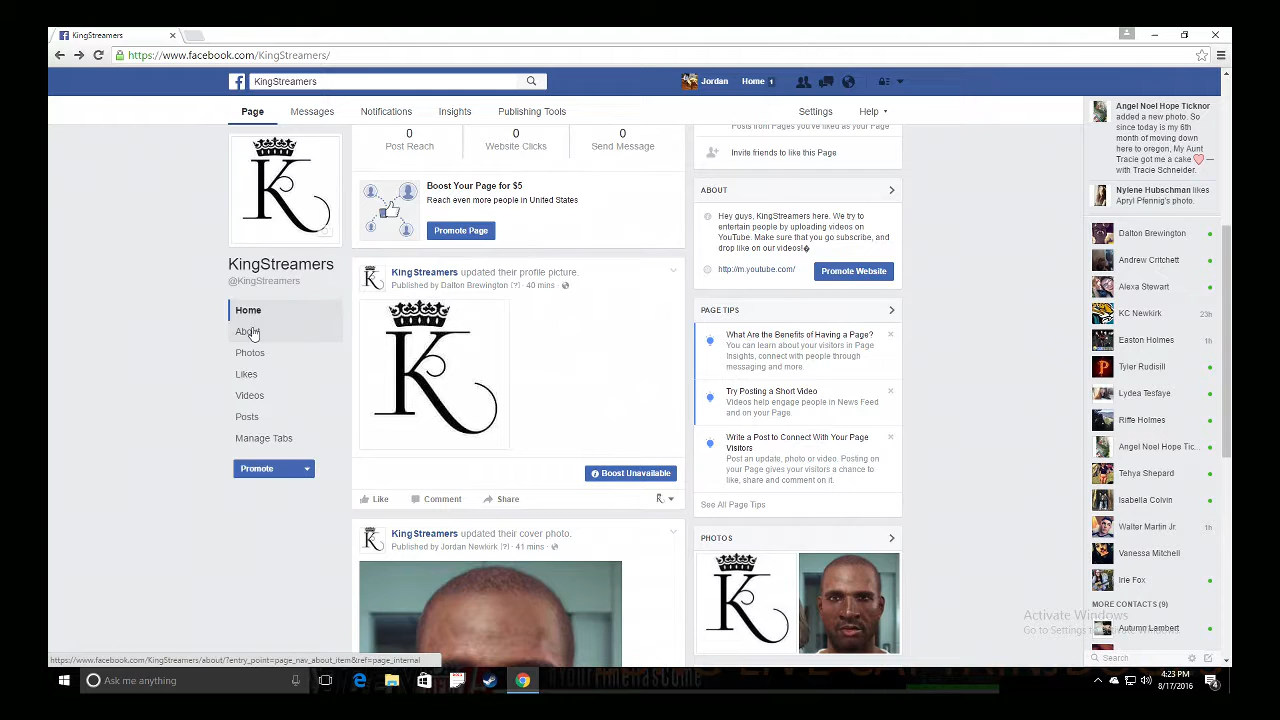 KingStreamers
https://www.facebook.com/KingStreamers/
KingStreamers
Jordan
Home 1
Page
Messages
Notifications
Insights
Publishing Tools
Settings
Help
K
KingStreamers
@KingStreamers
Home
About
Photos
Likes
Videos
Posts
Manage Tabs
Promote
0
Post Reach
0
Website Clicks
0
Send Message
Boost Your Page for $5
Reach even more people in United States
Promote Page
KingStreamers updated their profile picture.
Published by Dalton Brewington [?] · 40 mins ·
K
Boost Unavailable
Like
Comment
Share
KingStreamers updated their cover photo.
Published by Jordan Newkirk [?] · 41 mins ·
Posts from Pages you've liked as your Page
Invite friends to like this Page
ABOUT
Hey guys, KingStreamers here. We try to
entertain people by uploading videos on
YouTube. Make sure that you go subscribe, and
drop like on our videos!�
http://m.youtube.com/
Promote Website
PAGE TIPS
What Are the Benefits of Having a Page?
You can learn about your visitors in Page
Insights, connect with people through
messaging and more.
Try Posting a Short Video
Videos help engage people in News Feed
and on your Page.
Write a Post to Connect With Your Page
Visitors
Post an update, photo or video. Posting on
your Page gives your visitors a chance to
like, share and comment on it.
See All Page Tips
PHOTOS
K
Angel Noel Hope Ticknor
added a new photo. So
since today is my 6th
month of moving down
here to oregon, My Aunt
Tracie got me a cake —
with Tracie Schneider.
Nylene Hubschman likes
Apryl Pfennig's photo.
Dalton Brewington
Andrew Critchett
Alexa Stewart
KC Newkirk 23h
Easton Holmes 1h
Tyler Rudisill
Lydea Tesfaye
Riffe Holmes
Angel Noel Hope Tic...
Tehya Shepard
Isabella Colvin
Walter Martin Jr. 1h
Vanessa Mitchell
Irie Fox
MORE CONTACTS (9)
Autumn Lambert
Search
Activate Windows
Go to Settings to activate Windows.
https://www.facebook.com/KingStreamers/about/?entry_point=page_nav_about_item&ref=page_internal
Ask me anything
4:23 PM
8/17/2016
4